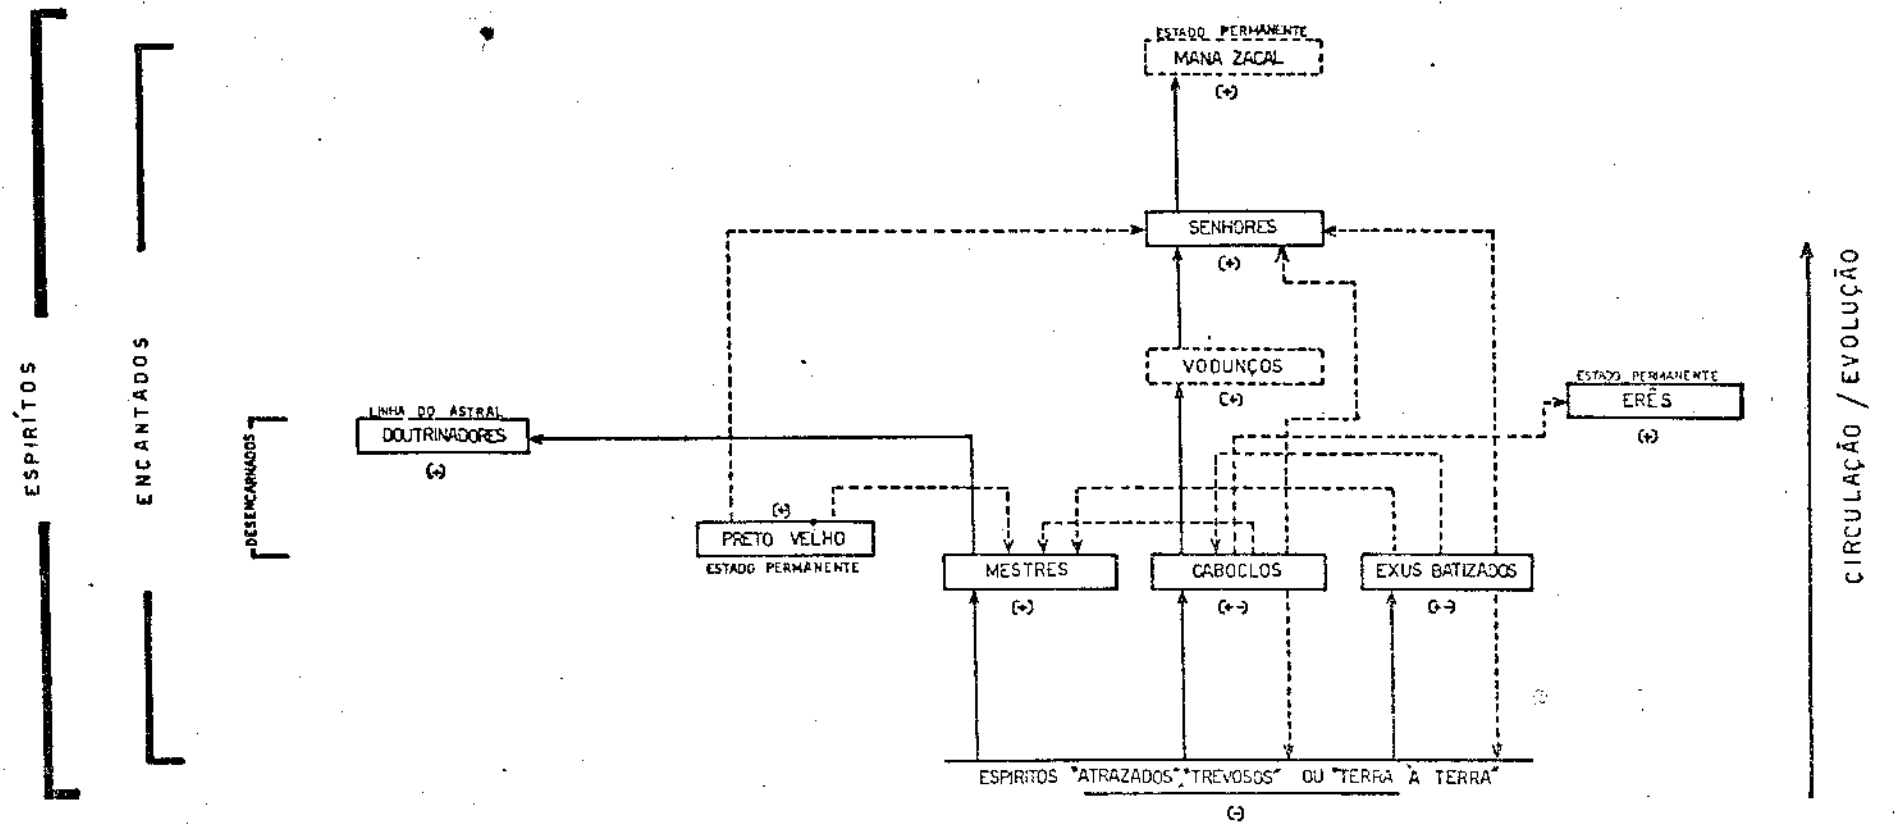 ESTADO PERMANENTE
MANA ZACAL
(+)
SENHORES
(+)
VODUNÇOS
(+)
ESTADO PERMANENTE
ERÊS
(+)
LINHA DO ASTRAL
DOUTRINADORES
(+)
(+)
PRETO VELHO
ESTADO PERMANENTE
MESTRES
(+)
CABOCLOS
(+-)
EXUS BATIZADOS
(+-)
ESPIRITOS "ATRAZADOS", "TREVOSOS" OU "TERRA À TERRA"
(-)
ESPIRÍTOS
ENCANTADOS
DESENCARNADOS
CIRCULAÇÃO / EVOLUÇÃO